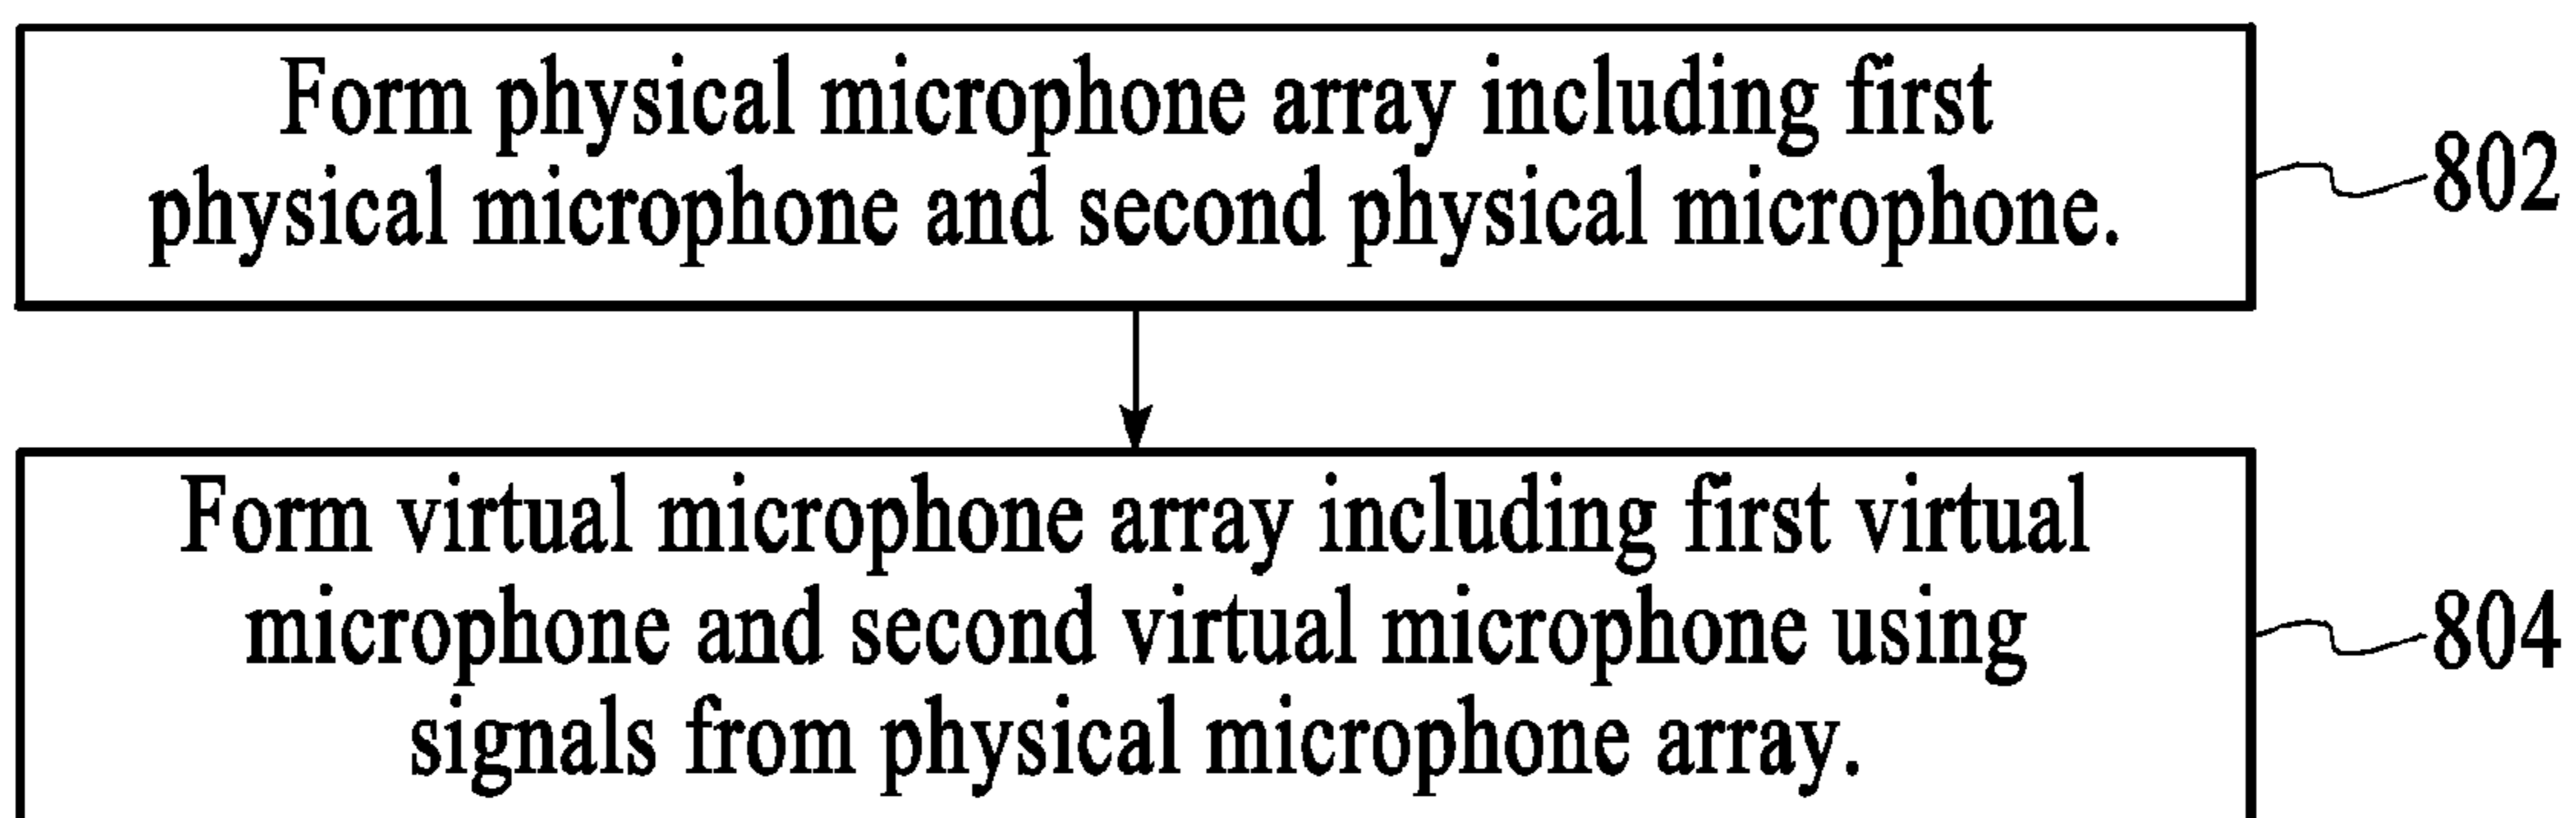 Form physical microphone array including first
physical microphone and second physical microphone.
802
Form virtual microphone array including first virtual
microphone and second virtual microphone using
signals from physical microphone array.
804